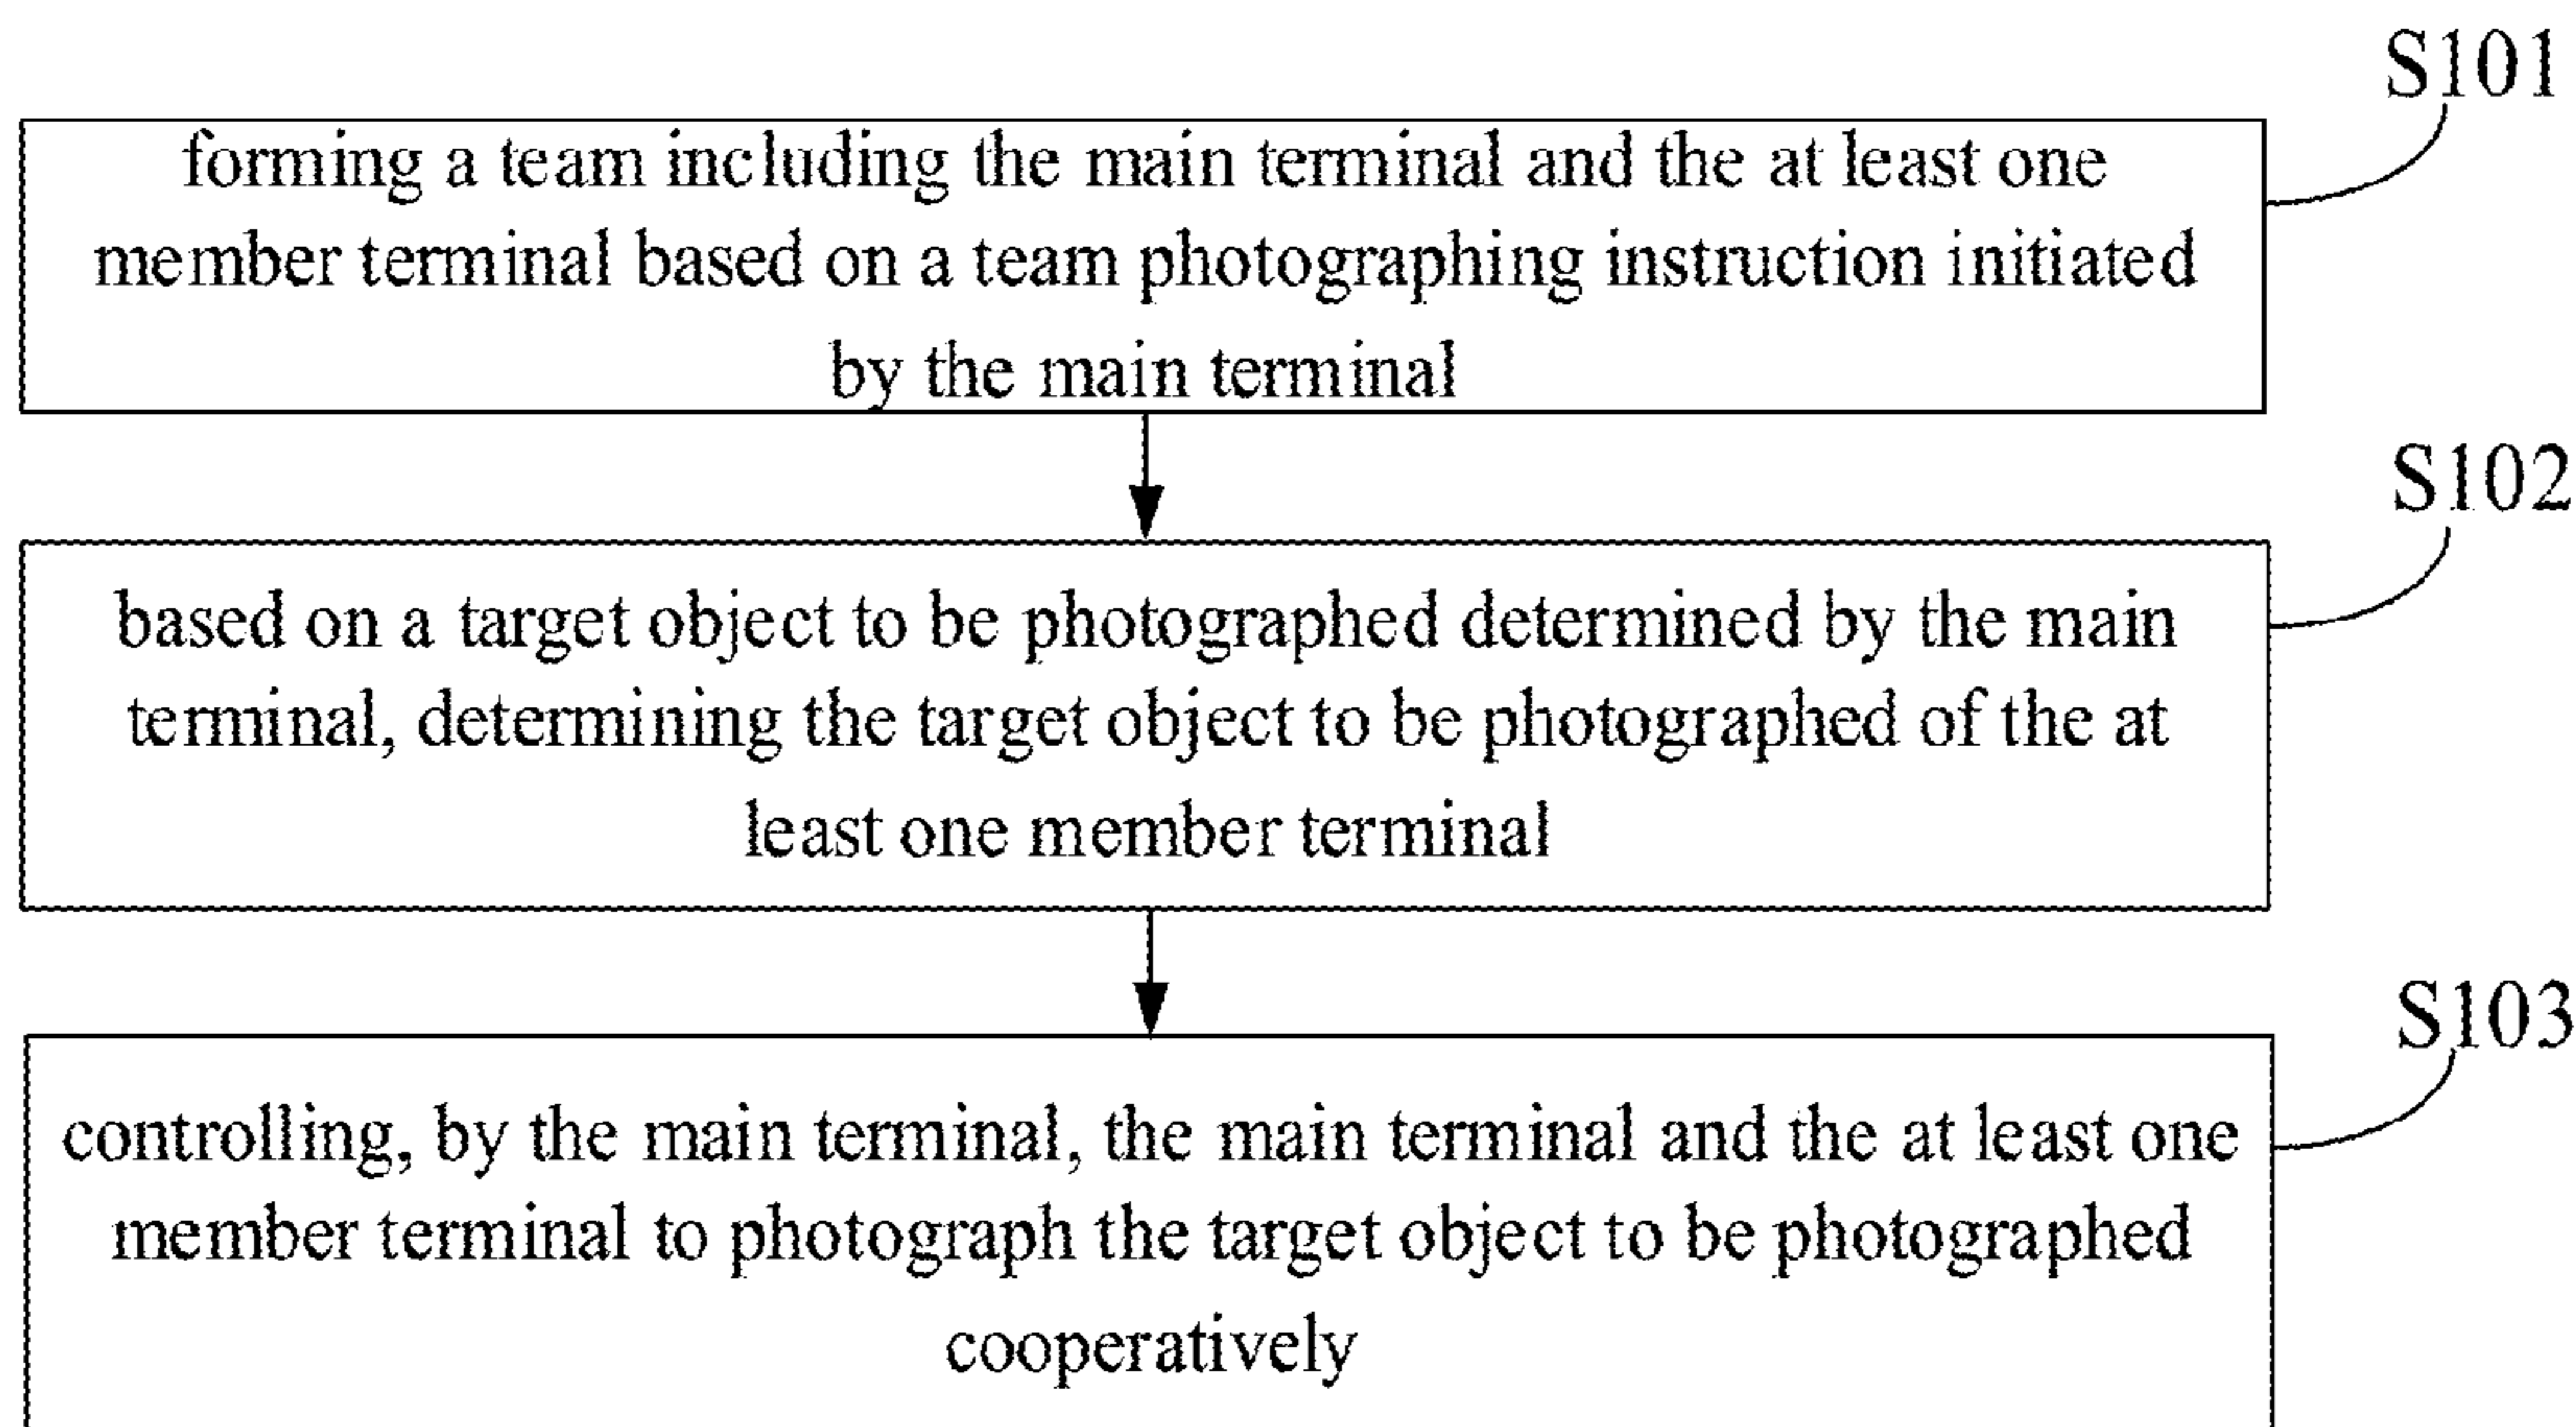 S101
forming a team including the main terminal and the at least one
member terminal based on a team photographing instruction initiated
by the main terminal
S102
based on a target object to be photographed determined by the main
terminal, determining the target object to be photographed of the at
least one member terminal
S103
controlling, by the main terminal, the main terminal and the at least one
member terminal to photograph the target object to be photographed
cooperatively